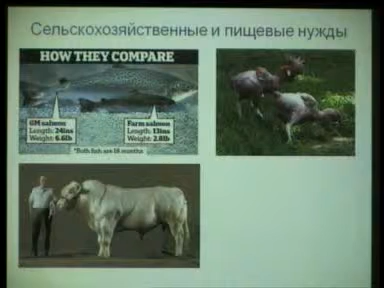 Сельскохозяйственные и пищевые нужды
HOW THEY COMPARE
GM salmon
Length: 24ins
Weight: 6.6lb
Farm salmon
Length: 13ins
Weight: 2.8lb
*Both fish are 18 months